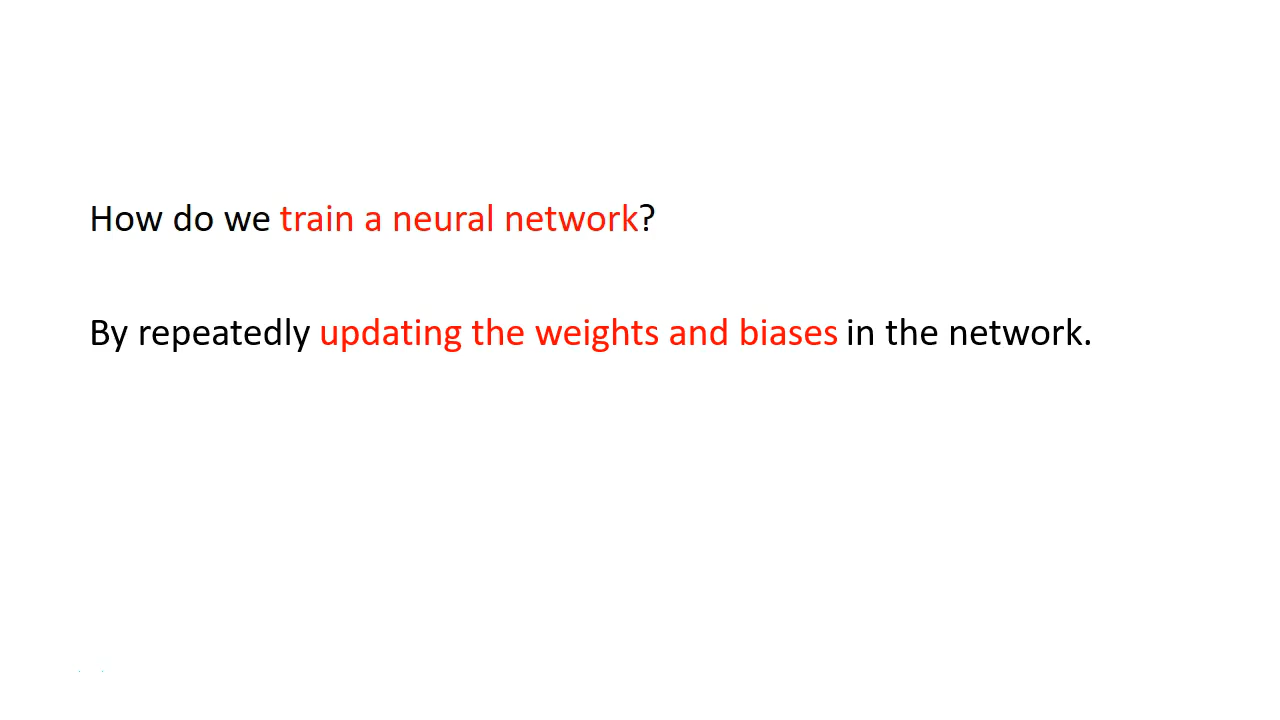 How do we train a neural network?
By repeatedly updating the weights and biases in the network.